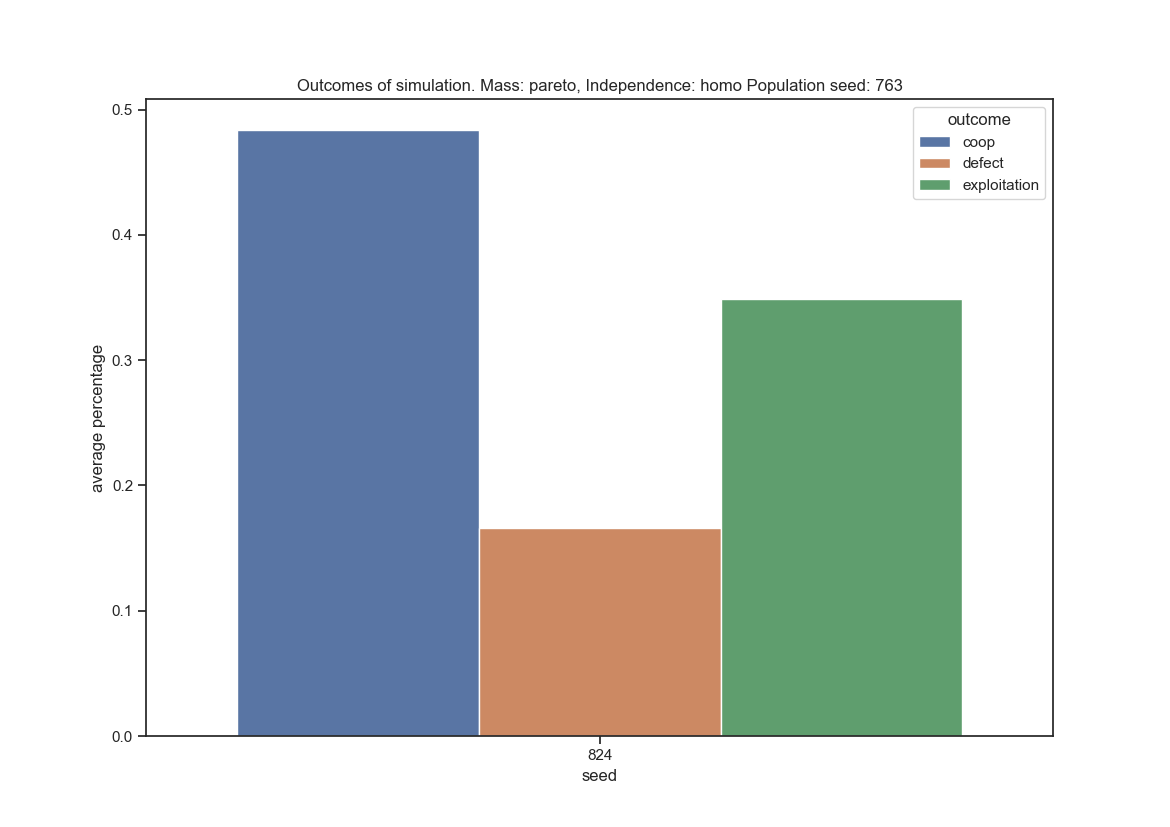 Outcomes of simulation. Mass: pareto, Independence: homo Population seed: 763
0.5
0.4
0.3
0.2
0.1
0.0
average percentage
outcome
coop
defect
exploitation
824
seed